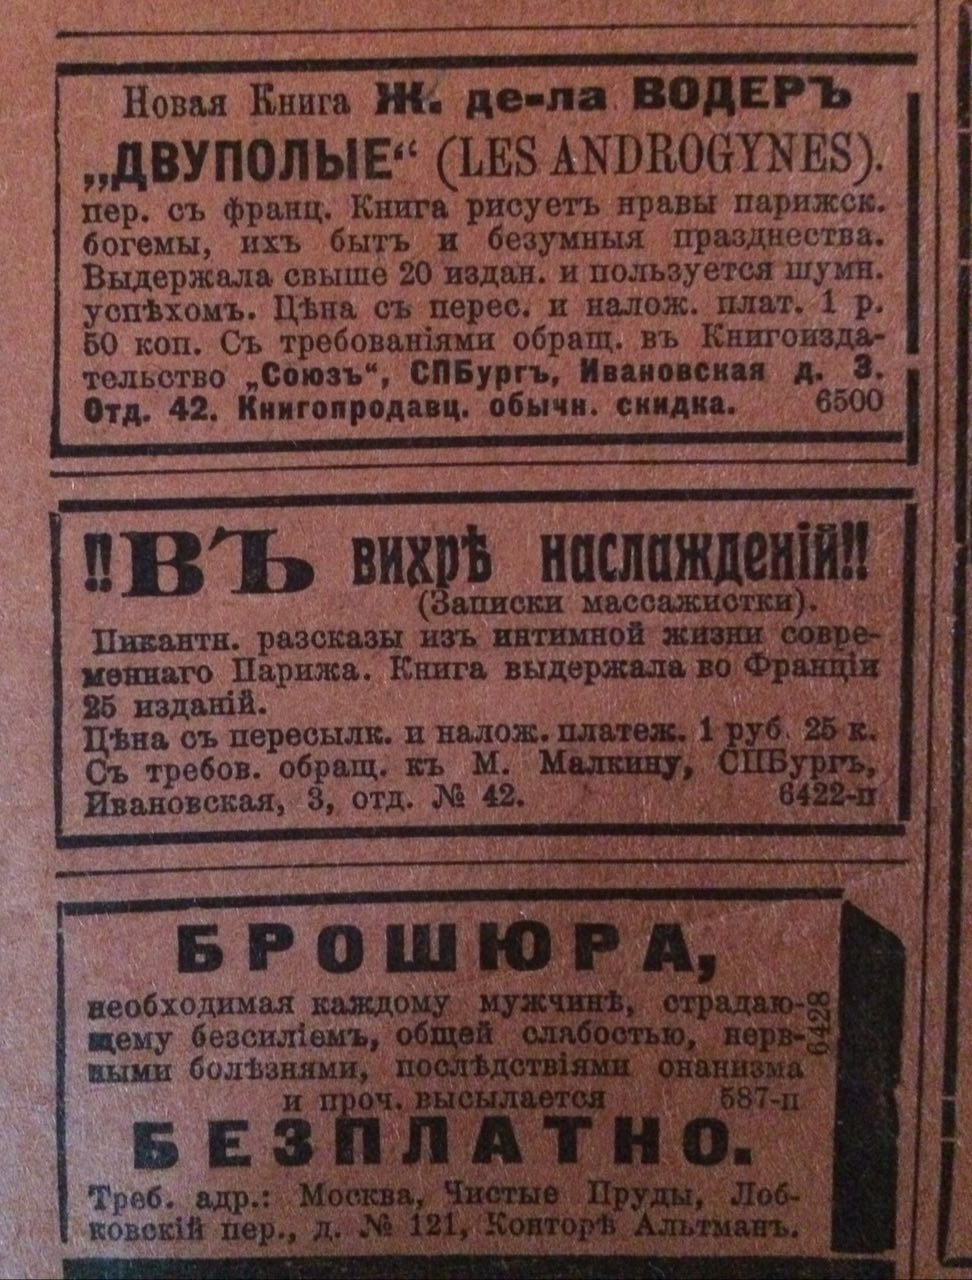 Новая Книга Ж. де-ла ВОДЕРЪ
„ДВУПОЛЫЕ“ (LES ANDROGYNES).
пер. съ франц. Книга рисуетъ нравы парижск.
богемы, ихъ бытъ и безумныя празднества.
Выдержала свыше 20 издан. и пользуется шумн.
успѣхомъ. Цѣна съ перес. и налож. плат. 1 р.
50 коп. Съ требованіями обращ. въ Книгоизда-
тельство „Союзъ“, СПБургъ, Ивановская д. 3.
Отд. 42. Книгопродавц. обычн. скидка. 6500
!!ВЪ вихрѣ наслажденій!!
(Записки массажистки).
Пикантн. разсказы изъ интимной жизни совре-
меннаго Парижа. Книга выдержала во Франціи
25 изданій.
Цѣна съ пересылк. и налож. платеж. 1 руб. 25 к.
Съ требов. обращ. къ М. Малкину, СПБургъ,
Ивановская, 3, отд. № 42. 6422-п
БРОШЮРА,
необходимая каждому мужчинѣ, страдаю-
щему безсиліемъ, общей слабостью, нерв-
ными болѣзнями, послѣдствіями онанизма
и проч. высылается 587-п
6428
БЕЗПЛАТНО.
Треб. адр.: Москва, Чистые Пруды, Лоб-
ковскій пер., д. № 121, Конторѣ Альтманъ.